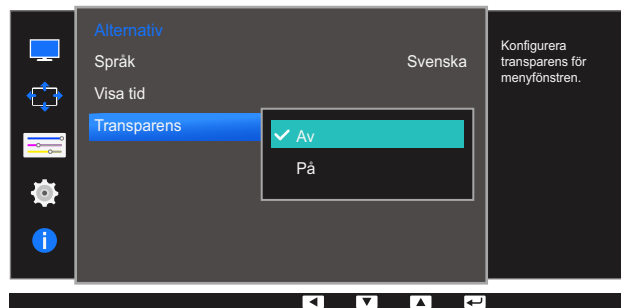 Alternativ
Språk Svenska
Visa tid
Transparens
Av
På
Konfigurera
transparens för
menyfönstren.